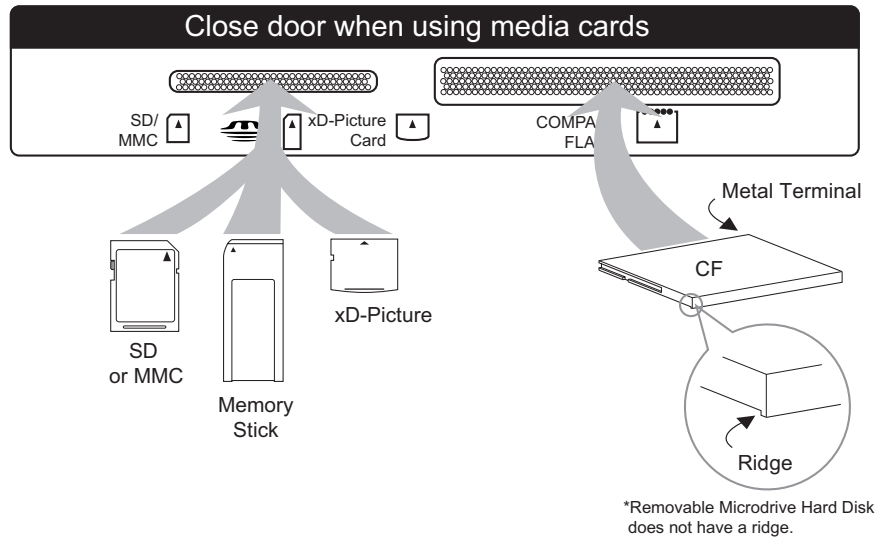 Close door when using media cards
SD/
MMC
xD-Picture
Card
COMPA
FLA
Metal Terminal
CF
SD
or MMC
Memory
Stick
xD-Picture
Ridge
*Removable Microdrive Hard Disk
does not have a ridge.